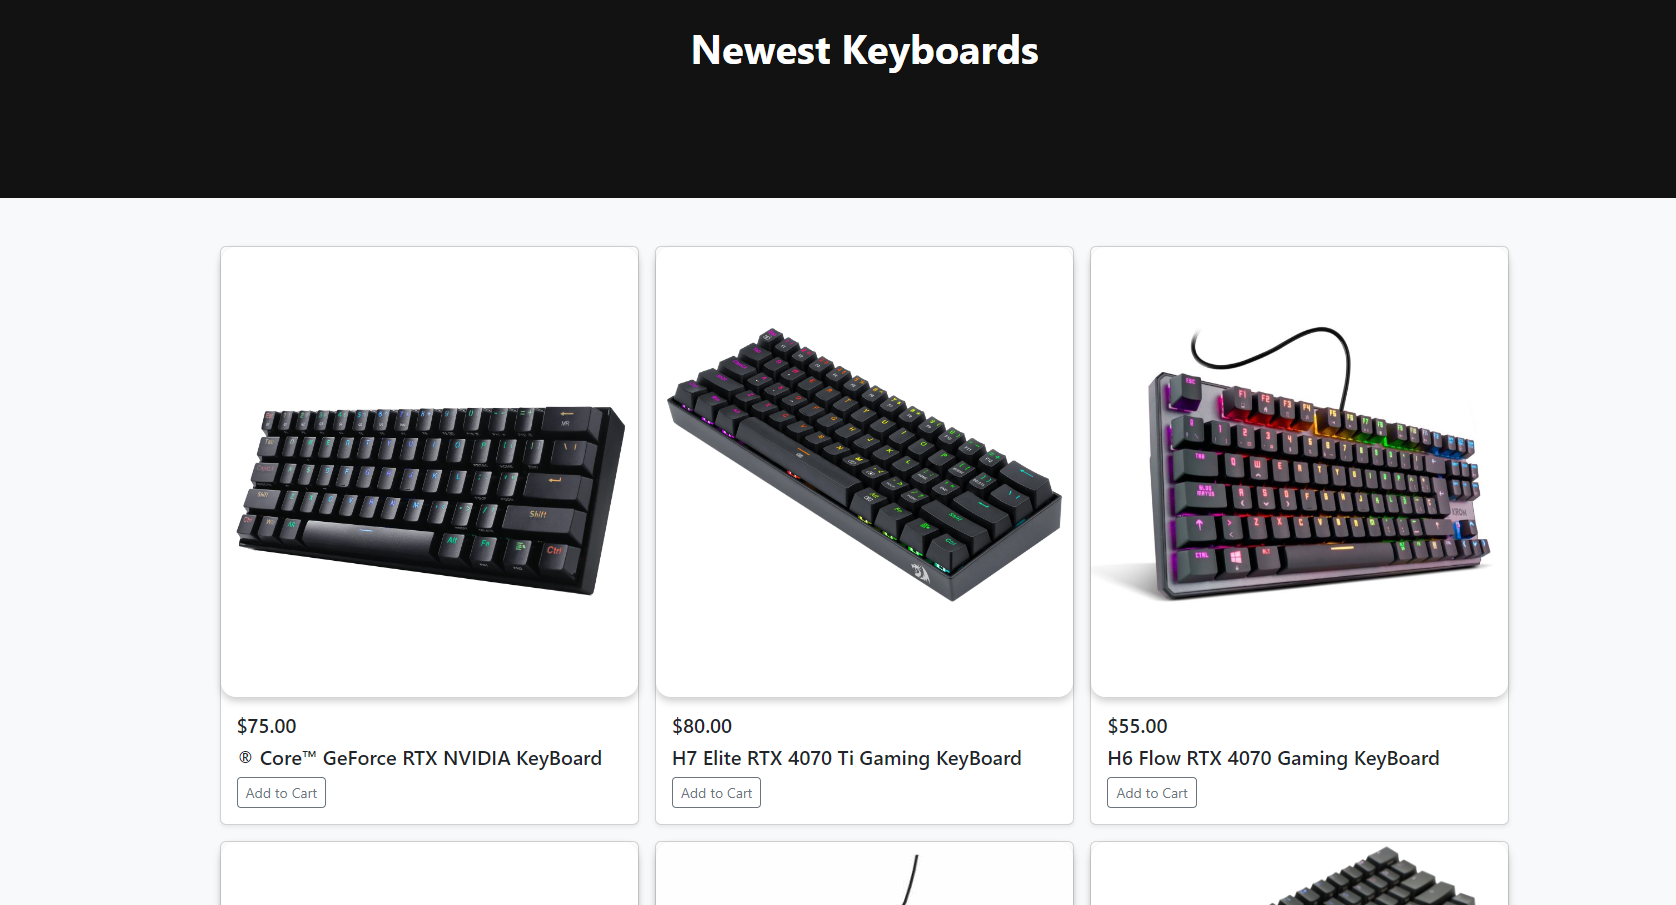 Newest Keyboards
$75.00
® Core™ GeForce RTX NVIDIA KeyBoard
Add to Cart
$80.00
H7 Elite RTX 4070 Ti Gaming KeyBoard
Add to Cart
$55.00
H6 Flow RTX 4070 Gaming KeyBoard
Add to Cart